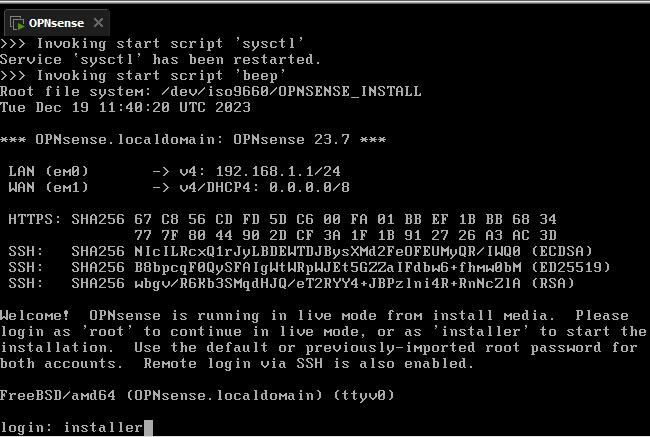 OPNsense
>>> Invoking start script 'sysctl'
Service 'sysctl' has been restarted.
>>> Invoking start script 'beep'
Root file system: /dev/iso9660/OPNSENSE_INSTALL
Tue Dec 19 11:40:20 UTC 2023
*** OPNsense.localdomain: OPNsense 23.7 ***
LAN (em0) -> v4: 192.168.1.1/24
WAN (em1) -> v4/DHCP4: 0.0.0.0/8
HTTPS: SHA256 67 C8 56 CD FD 5D C6 00 FA 01 BB EF 1B BB 68 34
77 7F 80 44 90 2D CF 3A 1F 1B 91 27 26 A3 AC 3D
SSH: SHA256 NIcILRcxQ1rJyLBDEWTDJBysXMd2FeOFEUMyQR/IWQ0 (ECDSA)
SSH: SHA256 B8bpcqF0QySFAIgWtWRpWJEt5GZZaIFdbw6+fhmw0bM (ED25519)
SSH: SHA256 wbgv/R6Kb3SMqdHJQ/eT2RYY4+JBPzlni4R+RnNcZlA (RSA)
Welcome! OPNsense is running in live mode from install media. Please
login as 'root' to continue in live mode, or as 'installer' to start the
installation. Use the default or previously-imported root password for
both accounts. Remote login via SSH is also enabled.
FreeBSD/amd64 (OPNsense.localdomain) (ttyv0)
login: installer